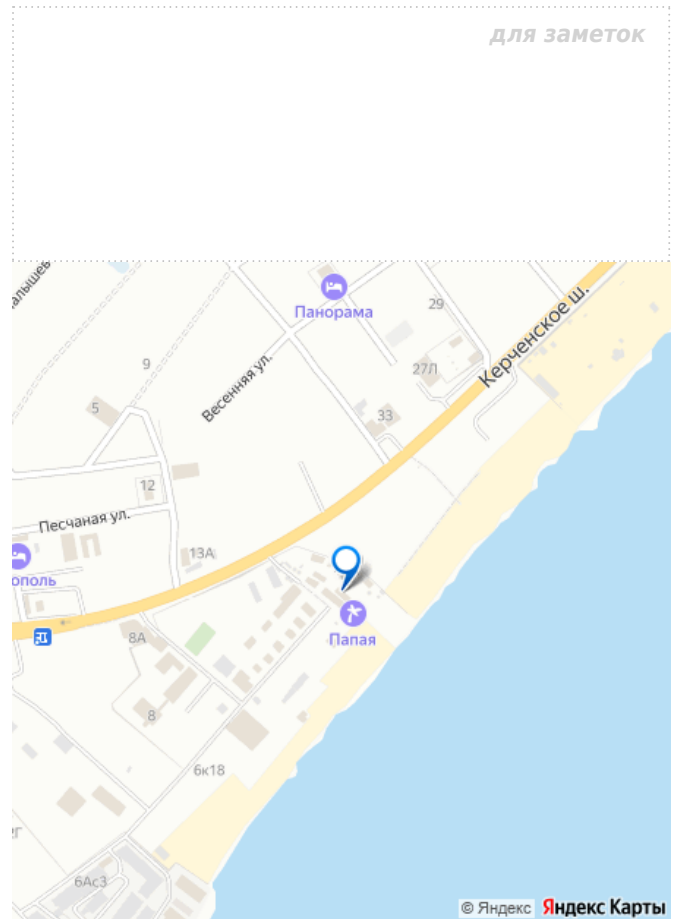 для заметок
Панорама
29
Керченское ш.
27Л
9
Весенняя ул.
5
33
12
Песчаная ул.
13А
ополь
Папая
8А
8
6к18
6Ас3
© Яндекс Яндекс Карты